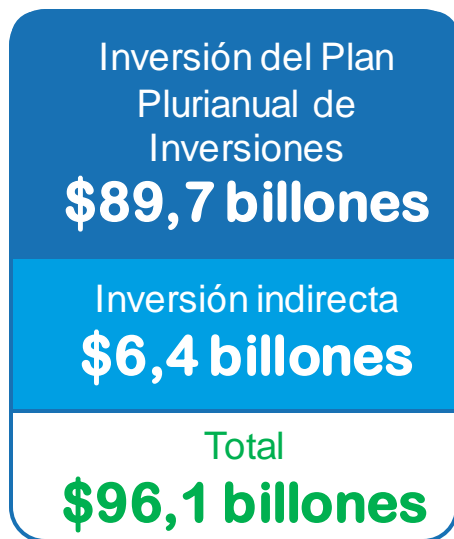 Inversión del Plan
Plurianual de
Inversiones
$89,7 billones
Inversión indirecta
$6,4 billones
Total
$96,1 billones